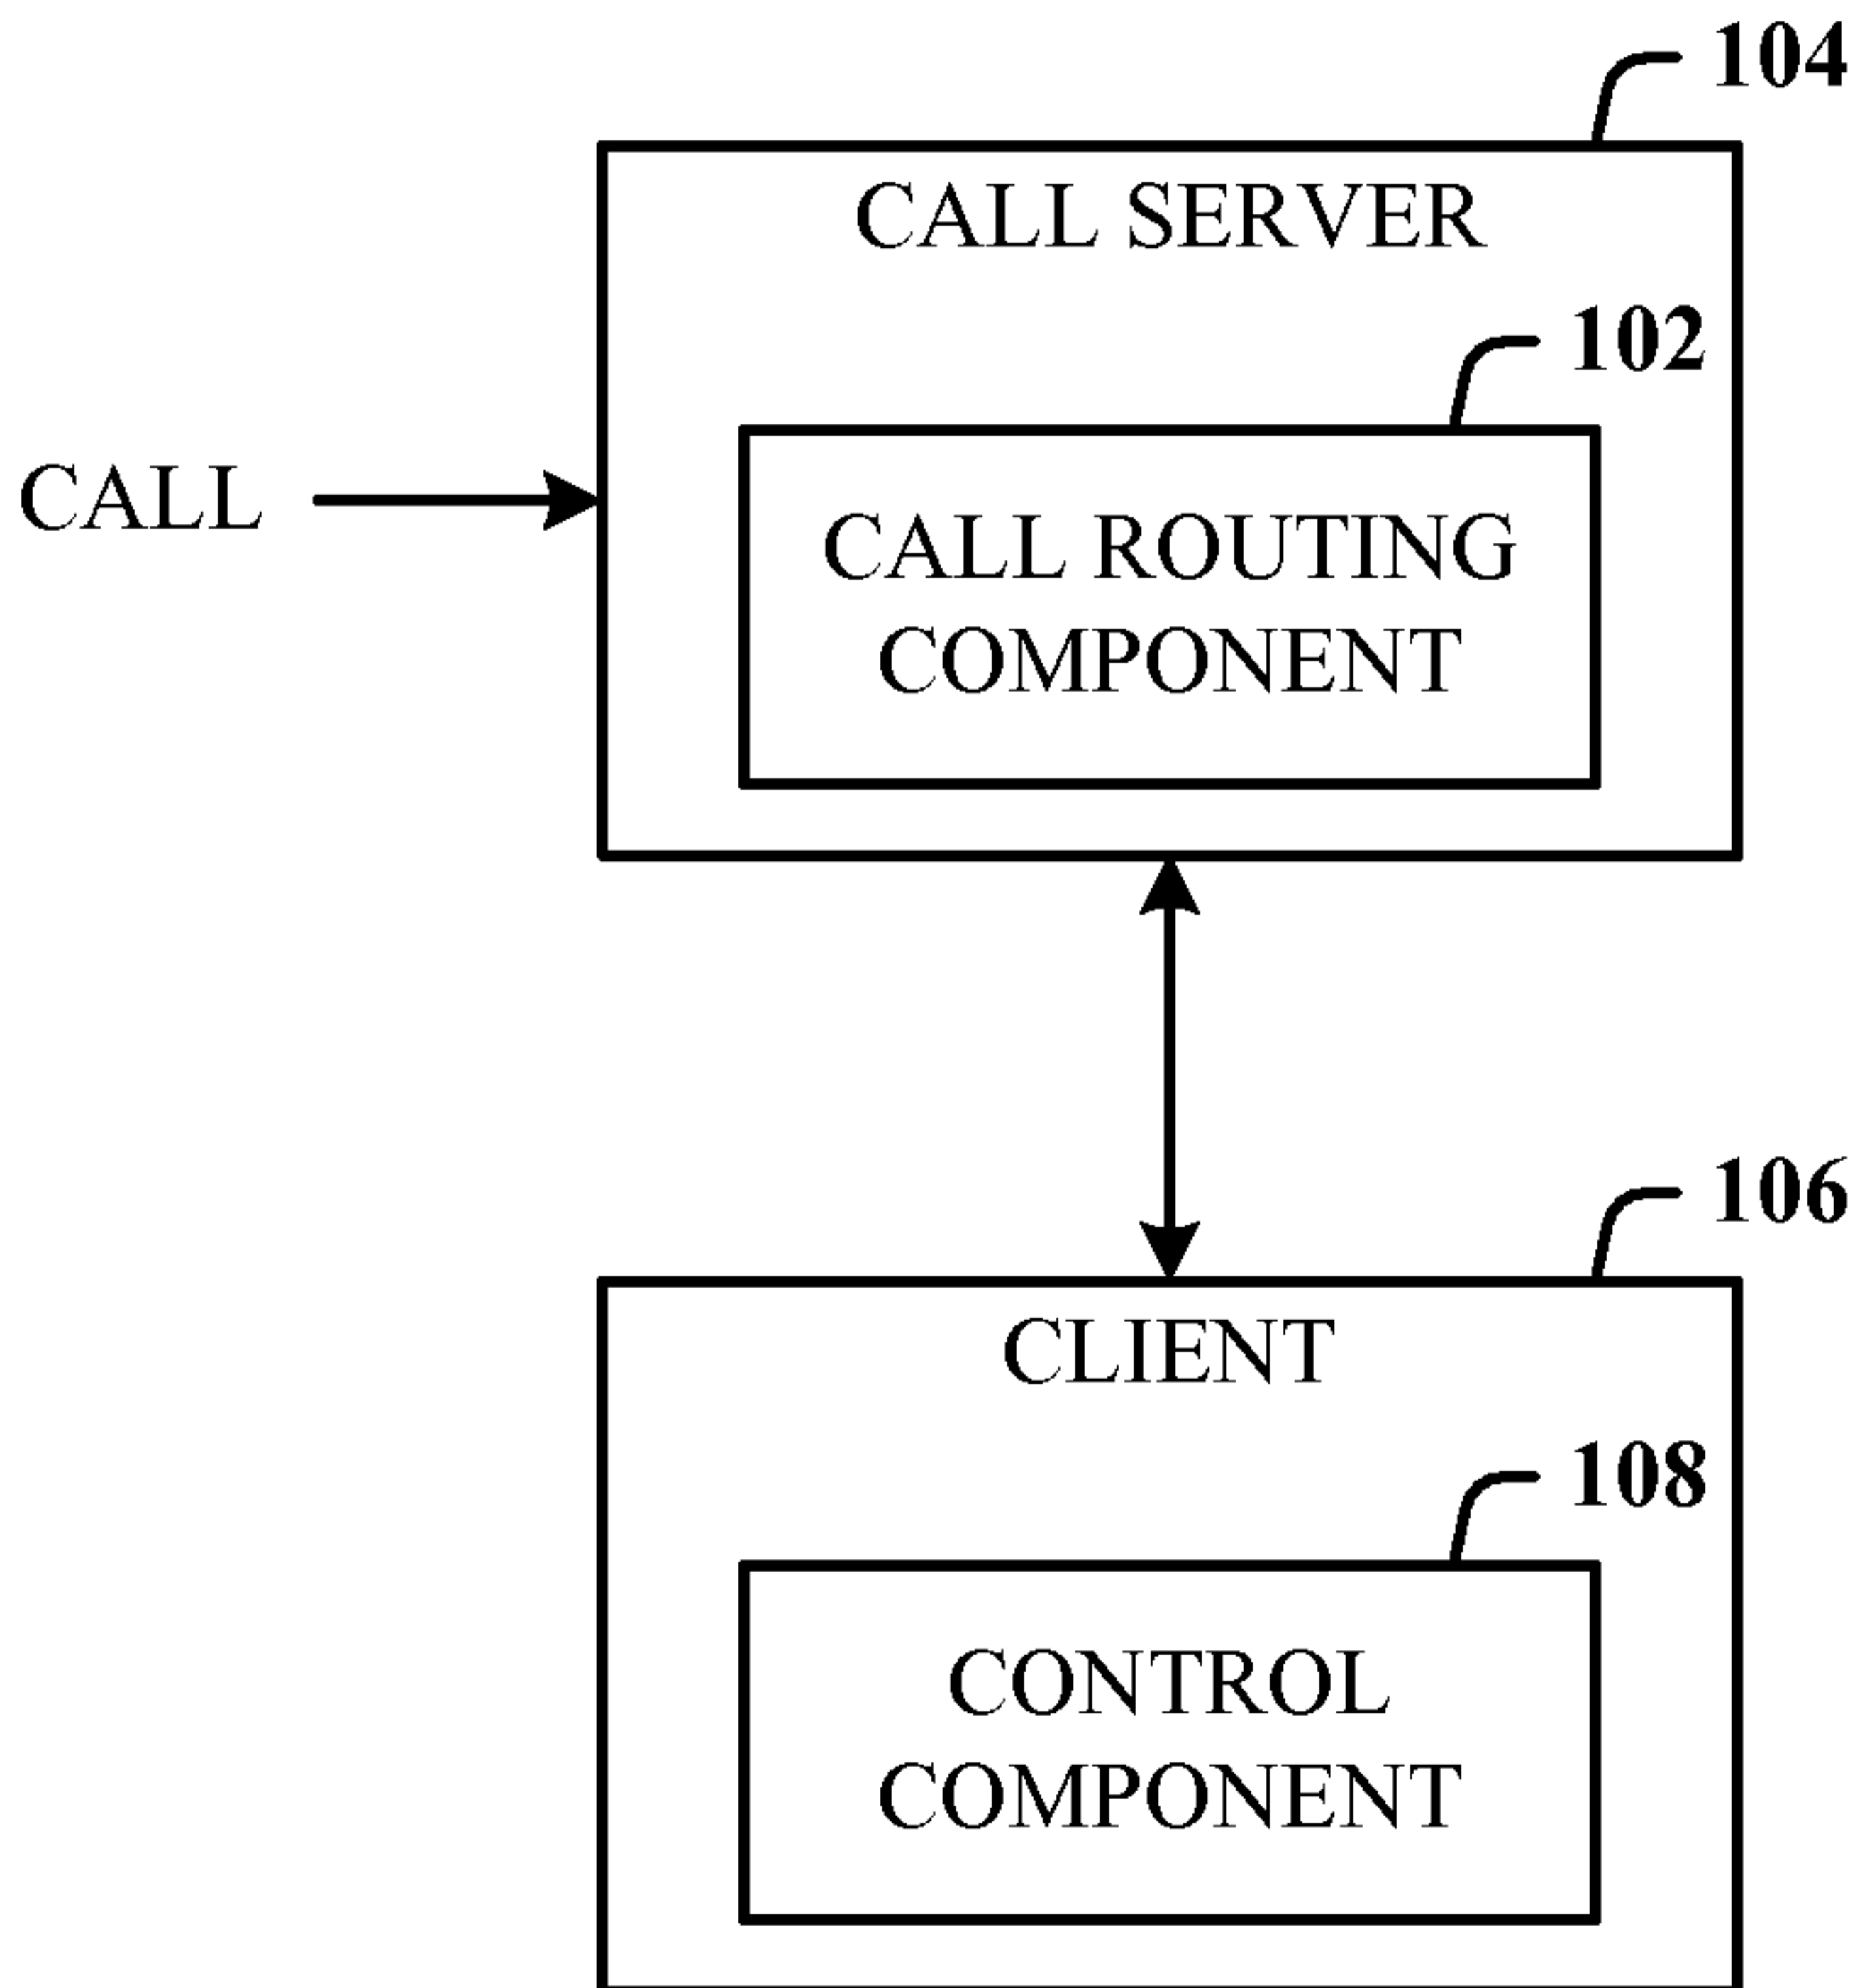 104
CALL SERVER
102
CALL
CALL ROUTING
COMPONENT
106
CLIENT
108
CONTROL
COMPONENT